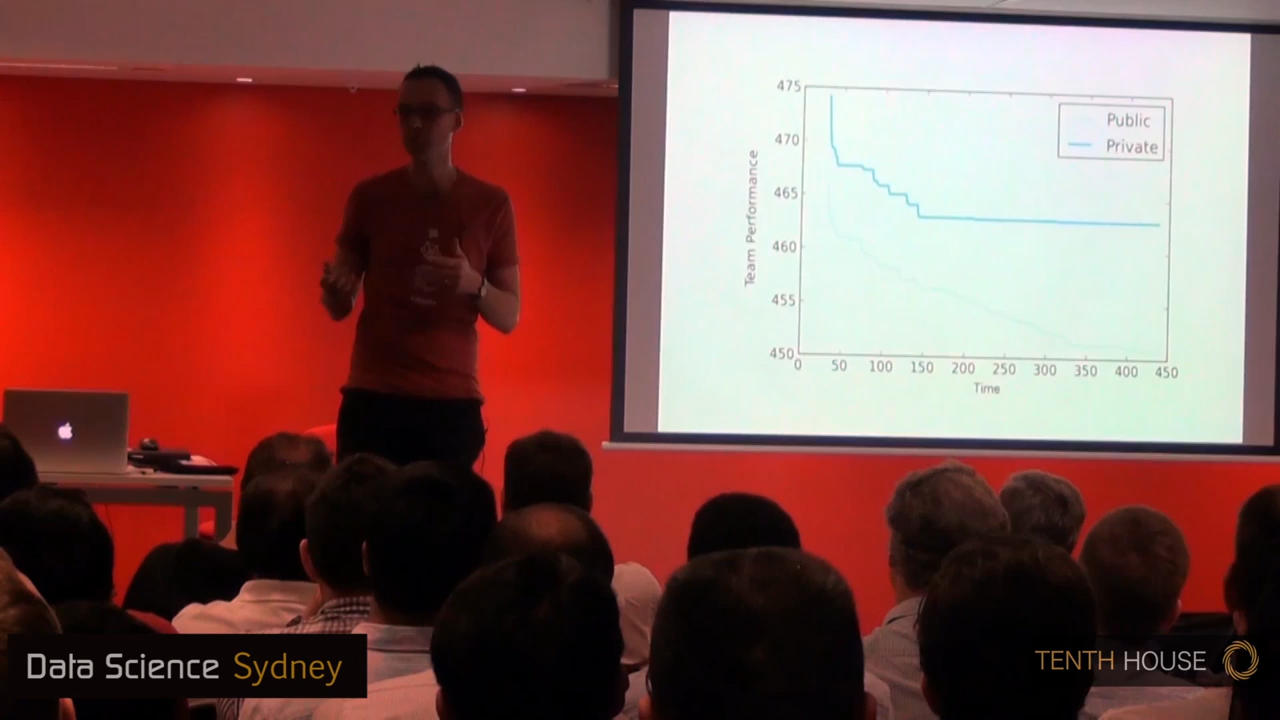 475
470
465
460
455
450
Team Performance
Public
Private
0 50 100 150 200 250 300 350 400 450
Time
Data Science Sydney
TENTH HOUSE